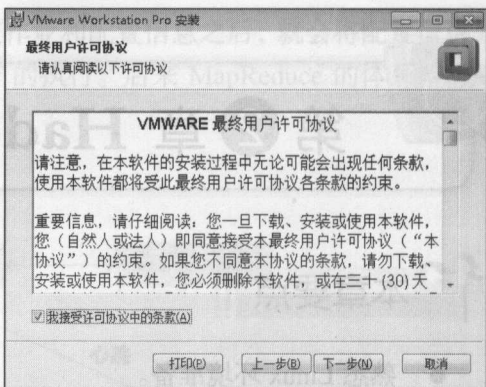 VMware Workstation Pro 安装
最终用户许可协议
请认真阅读以下许可协议
VMWARE 最终用户许可协议
请注意，在本软件的安装过程中无论可能会出现任何条款，
使用本软件都将受此最终用户许可协议各条款的约束。
重要信息，请仔细阅读：您一旦下载、安装或使用本软件，
您（自然人或法人）即同意接受本最终用户许可协议（“本
协议”）的约束。如果您不同意本协议的条款，请勿下载、
安装或使用本软件，您必须删除本软件，或在三十 (30) 天
我接受许可协议中的条款(A)
打印(P)
上一步(B)
下一步(N)
取消